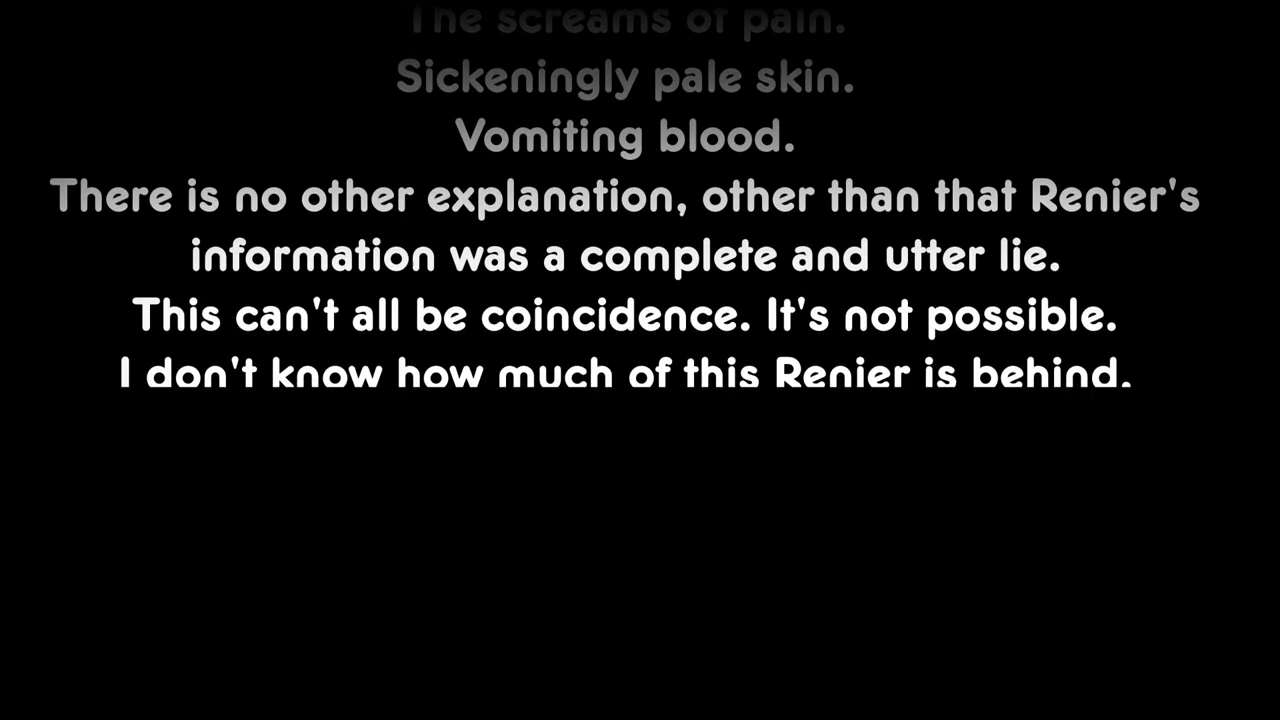 The screams of pain.
Sickeningly pale skin.
Vomiting blood.
There is no other explanation, other than that Renier's
information was a complete and utter lie.
This can't all be coincidence. It's not possible.
I don't know how much of this Renier is behind.